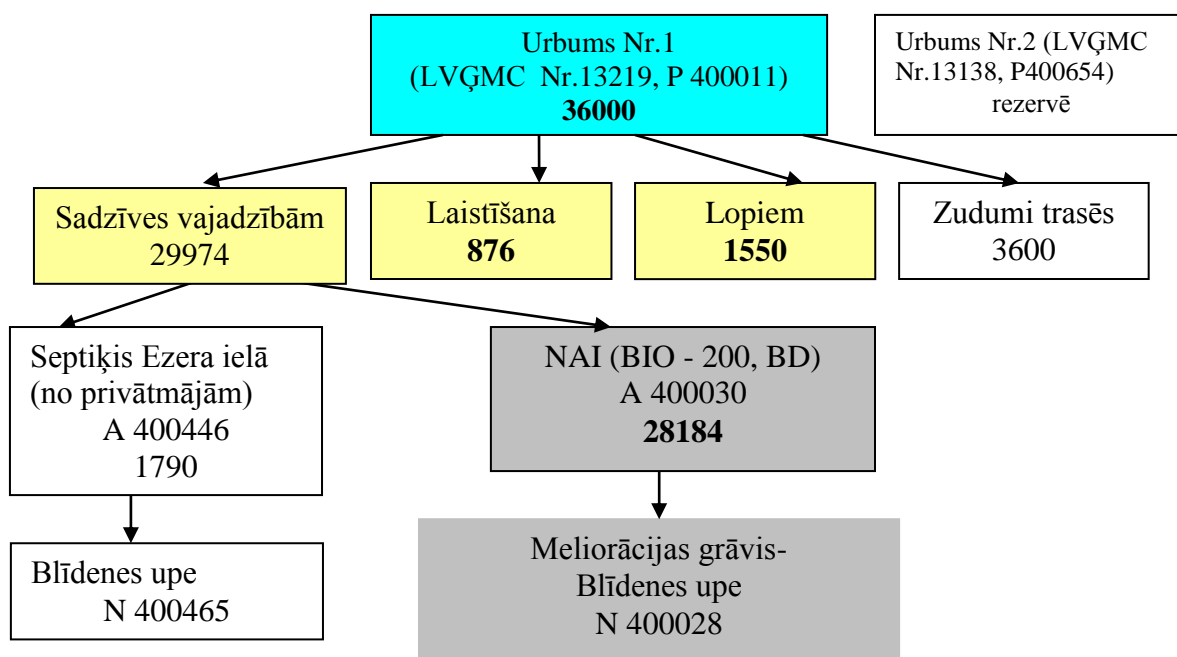 Urbums Nr.1
(LVĢMC Nr.13219, P 400011)
36000
Urbums Nr.2 (LVĢMC
Nr.13138, P400654)
rezervē
Sadzīves vajadzībām
29974
Laistīšana
876
Lopiem
1550
Zudumi trasēs
3600
Septiķis Ezera ielā
(no privātmājām)
A 400446
1790
NAI (BIO - 200, BD)
A 400030
28184
Blīdenes upe
N 400465
Meliorācijas grāvis-
Blīdenes upe
N 400028